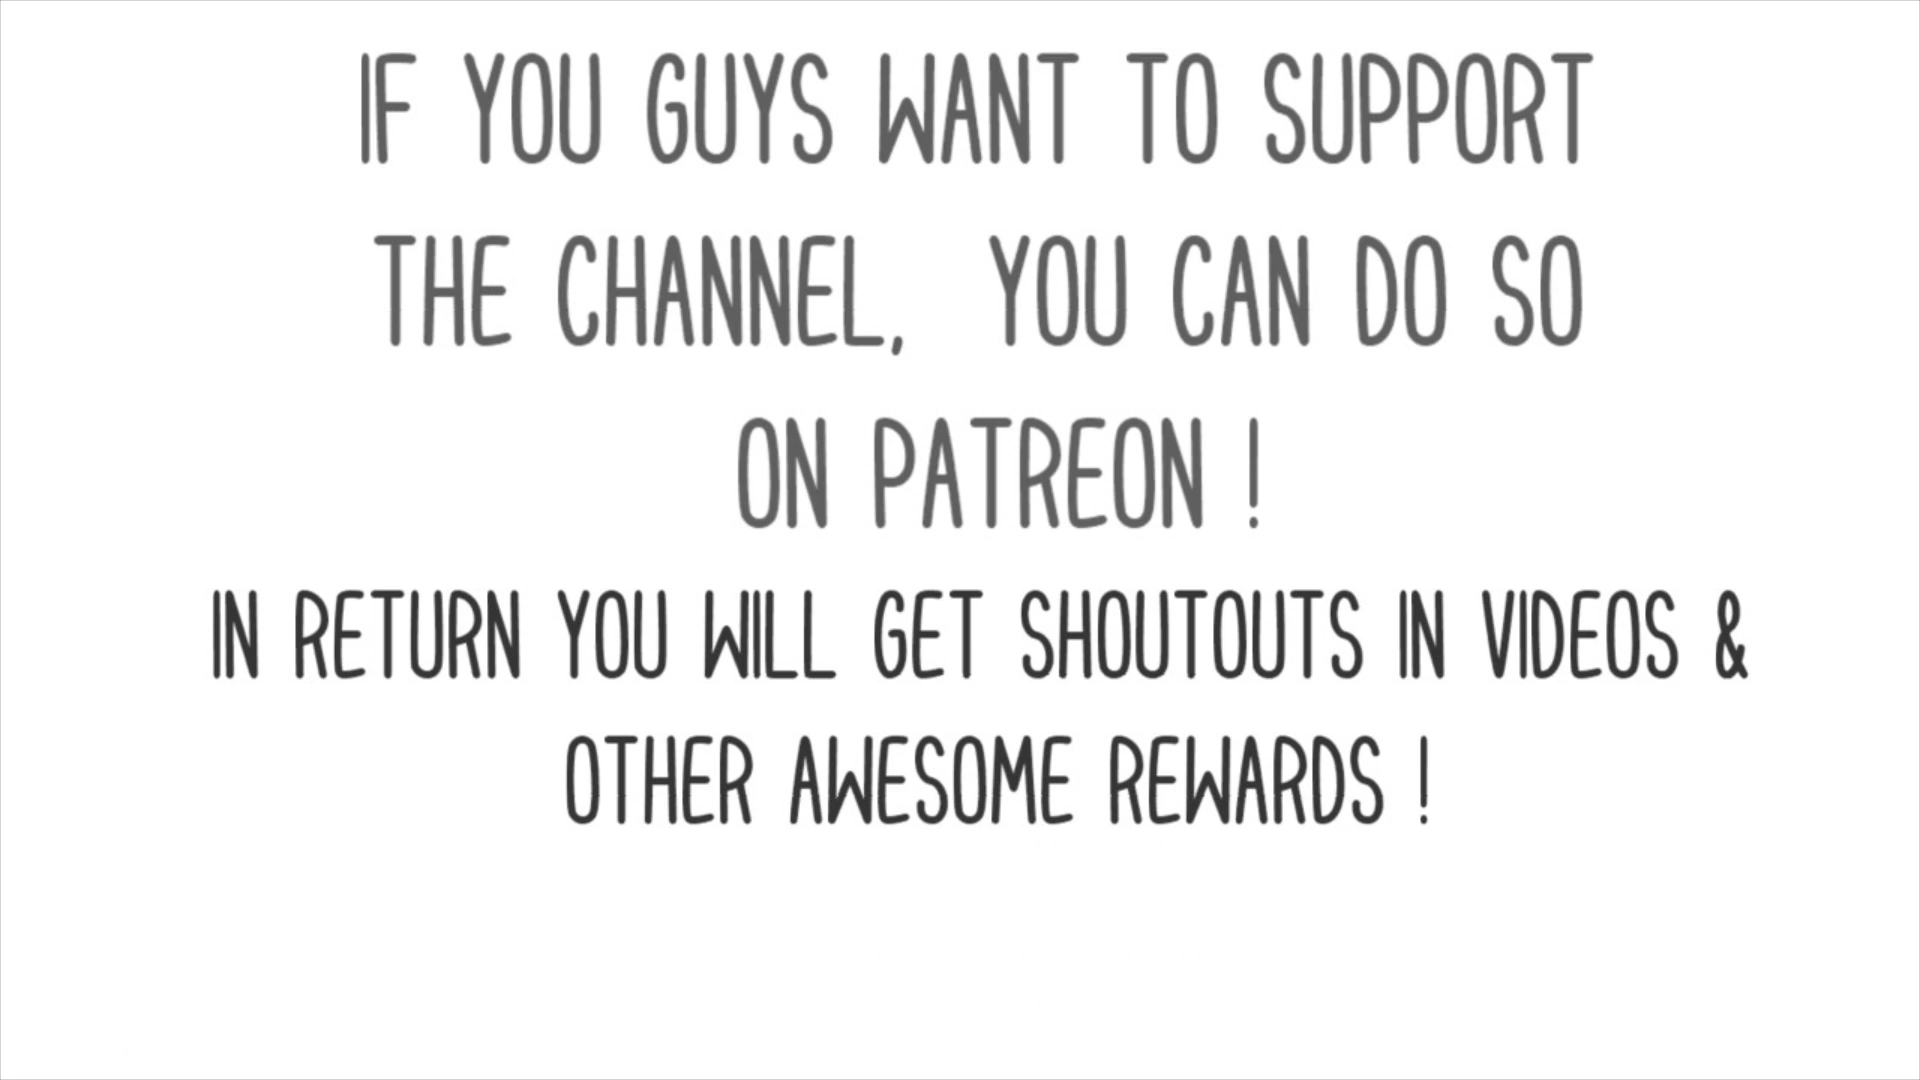 IF YOU GUYS WANT TO SUPPORT
THE CHANNEL, YOU CAN DO SO
ON PATREON !
IN RETURN YOU WILL GET SHOUTOUTS IN VIDEOS &
OTHER AWESOME REWARDS !